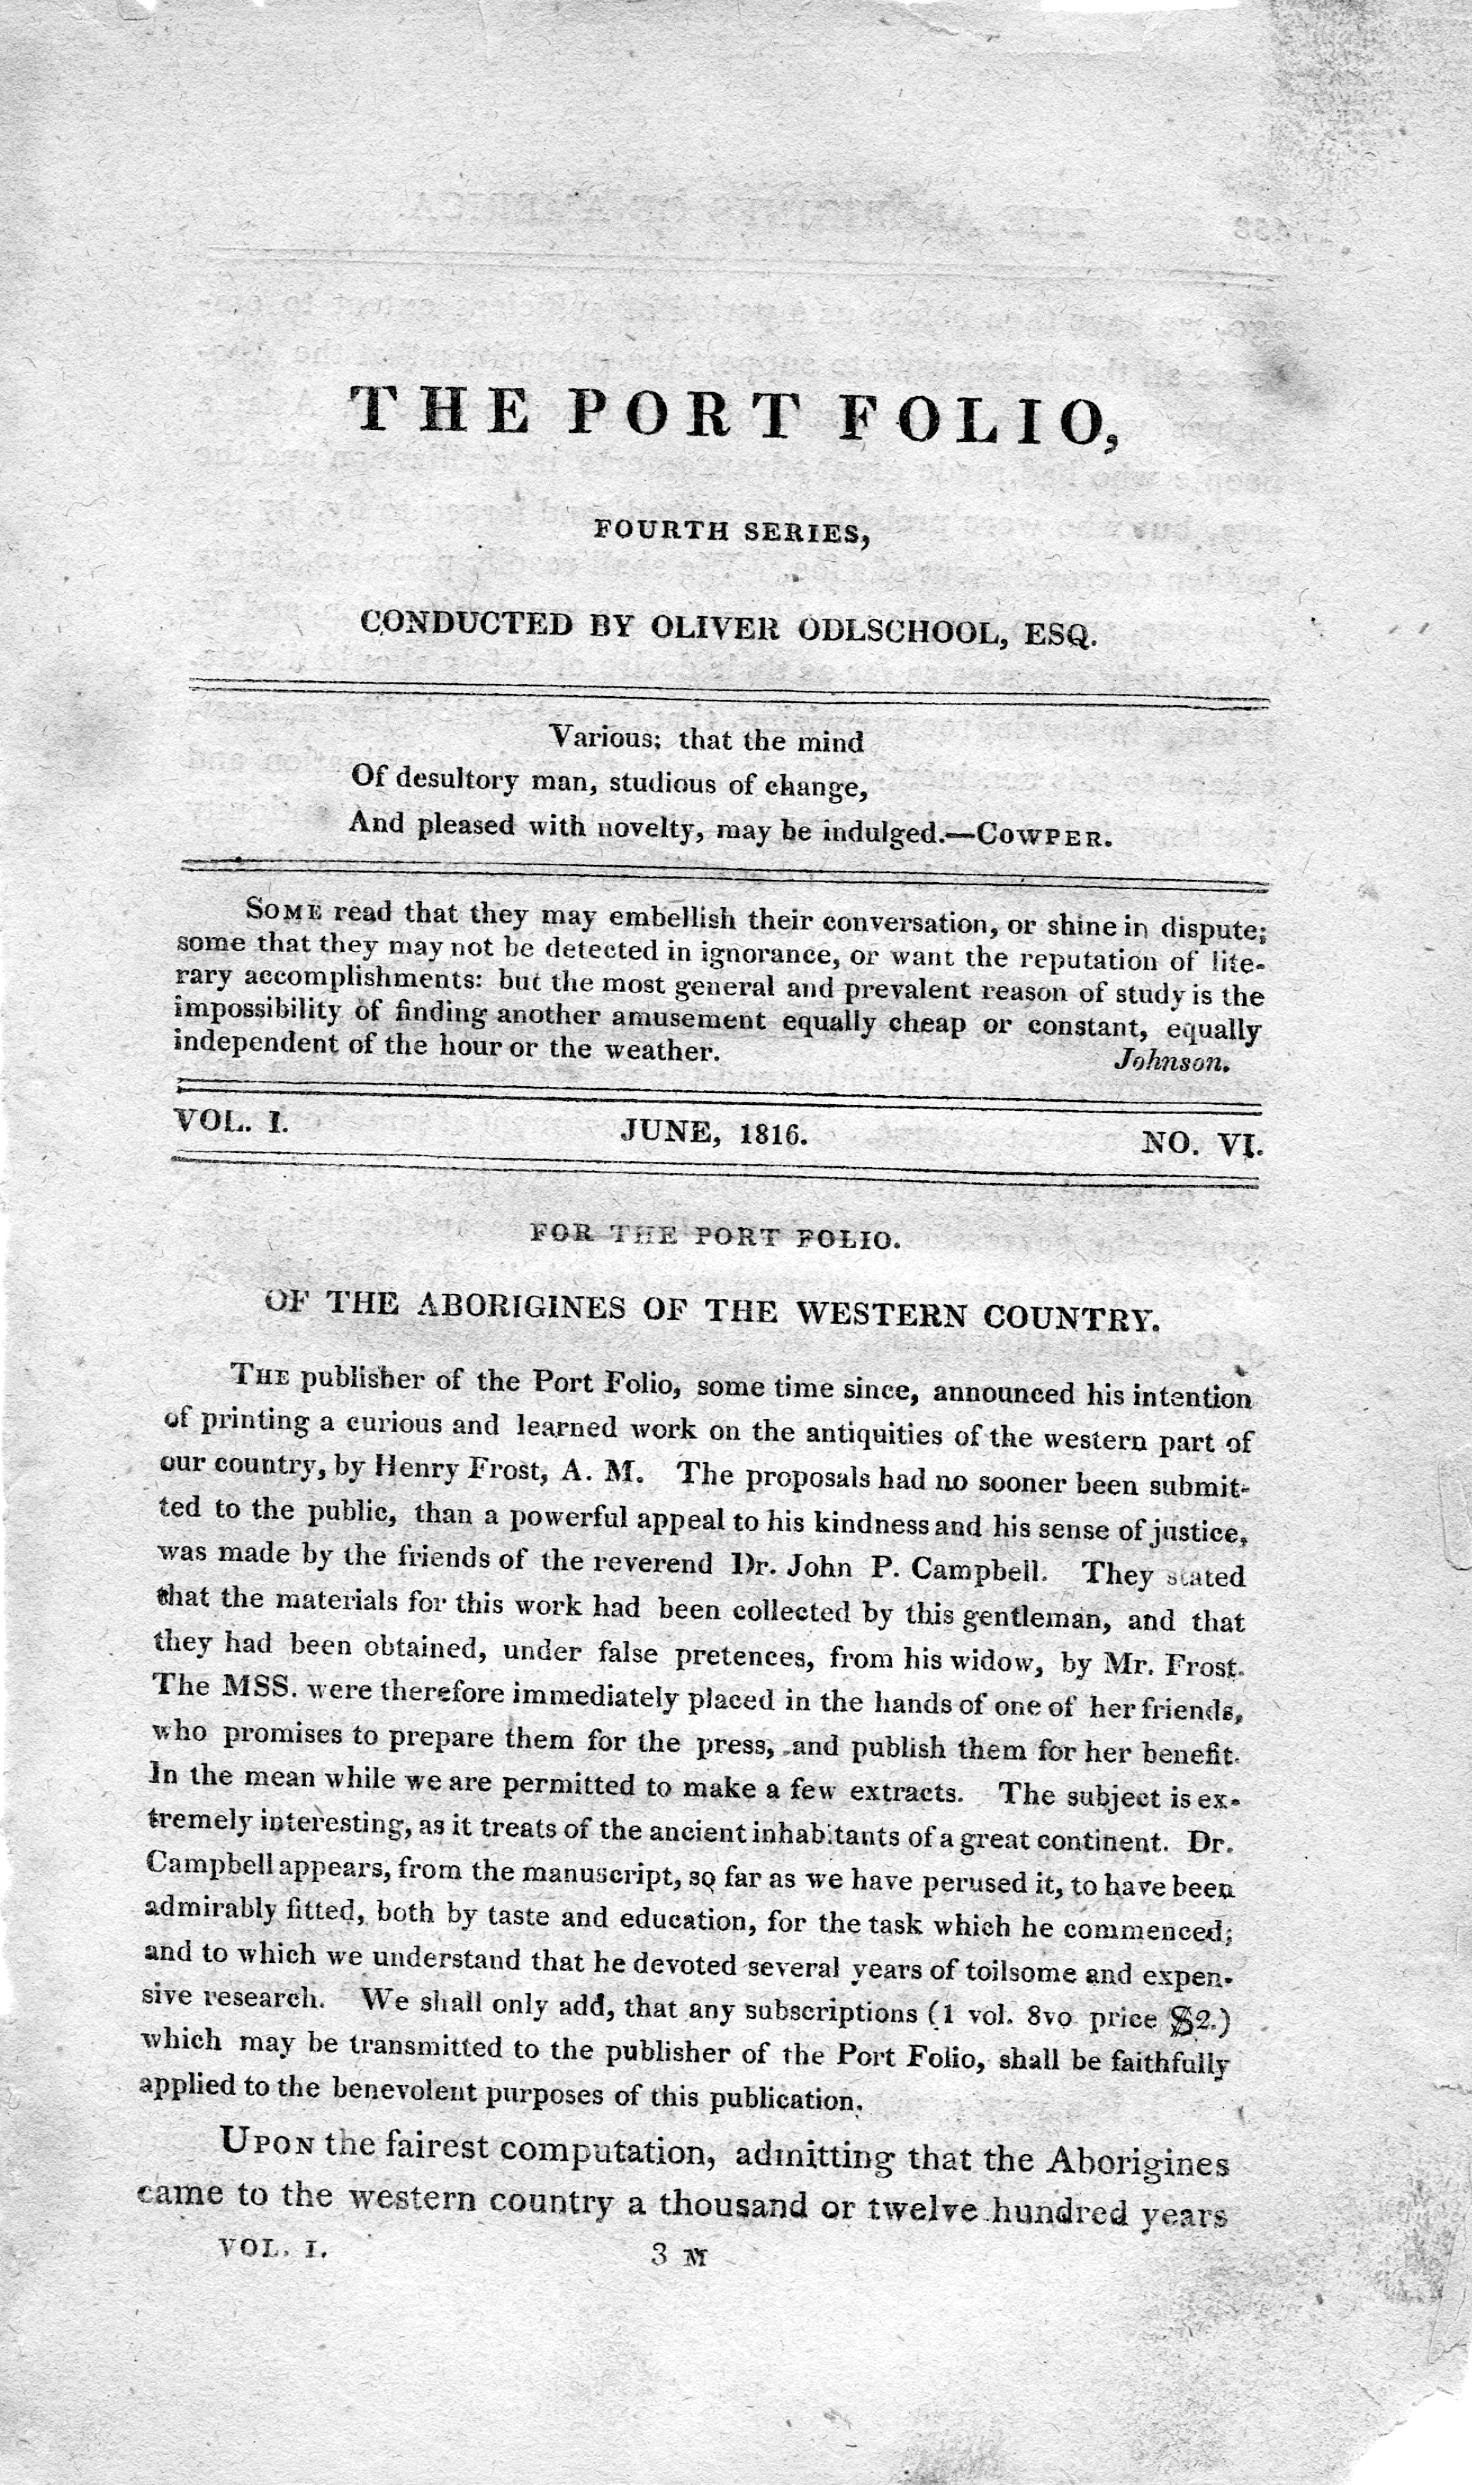 THE PORT FOLIO,
FOURTH SERIES,
CONDUCTED BY OLIVER ODLSCHOOL, ESQ.
Various; that the mind
Of desultory man, studious of change,
And pleased with novelty, may be indulged.—COWPER.
SOME read that they may embellish their conversation, or shine in dispute;
some that they may not be detected in ignorance, or want the reputation of lite-
rary accomplishments: but the most general and prevalent reason of study is the
impossibility of finding another amusement equally cheap or constant, equally
independent of the hour or the weather. Johnson.
VOL. I. JUNE, 1816. NO. VI.
FOR THE PORT FOLIO.
OF THE ABORIGINES OF THE WESTERN COUNTRY.
THE publisher of the Port Folio, some time since, announced his intention
of printing a curious and learned work on the antiquities of the western part of
our country, by Henry Frost, A. M. The proposals had no sooner been submit-
ted to the public, than a powerful appeal to his kindness and his sense of justice,
was made by the friends of the reverend Dr. John P. Campbell. They stated
that the materials for this work had been collected by this gentleman, and that
they had been obtained, under false pretences, from his widow, by Mr. Frost.
The MSS. were therefore immediately placed in the hands of one of her friends,
who promises to prepare them for the press, and publish them for her benefit.
In the mean while we are permitted to make a few extracts. The subject is ex-
tremely interesting, as it treats of the ancient inhabitants of a great continent. Dr.
Campbell appears, from the manuscript, so far as we have perused it, to have been
admirably fitted, both by taste and education, for the task which he commenced;
and to which we understand that he devoted several years of toilsome and expen-
sive research. We shall only add, that any subscriptions (1 vol. 8vo price $2.)
which may be transmitted to the publisher of the Port Folio, shall be faithfully
applied to the benevolent purposes of this publication.
UPON the fairest computation, admitting that the Aborigines
came to the western country a thousand or twelve hundred years
VOL. I. 3 M